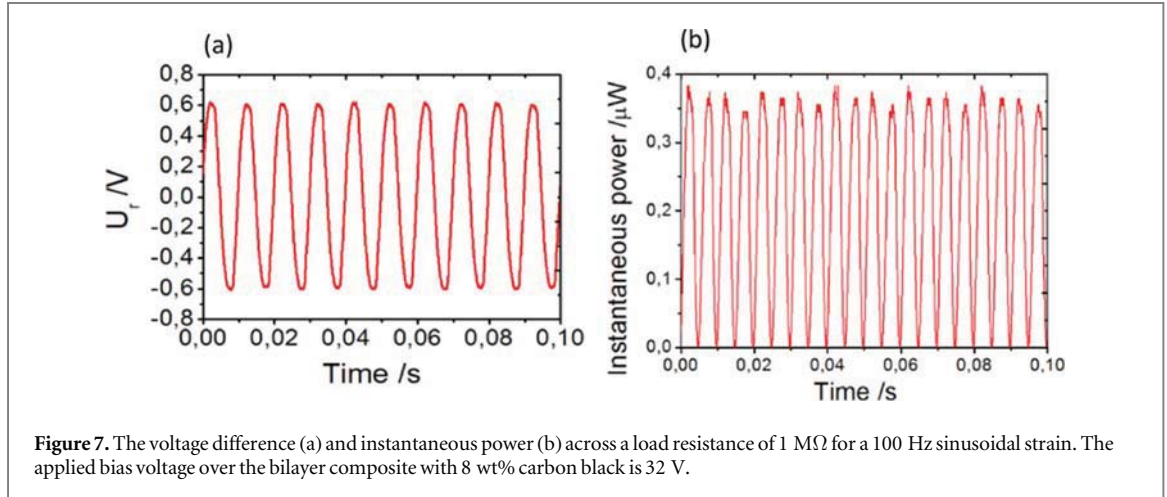 (a)
0,8
0,6
0,4
0,2
0,0
-0,2
-0,4
-0,6
-0,8
U_r /V
0,00 0,02 0,04 0,06 0,08 0,10
Time /s
(b)
0,4
0,3
0,2
0,1
0,0
Instantaneous power /μW
0,00 0,02 0,04 0,06 0,08 0,10
Time /s
Figure 7. The voltage difference (a) and instantaneous power (b) across a load resistance of 1 MΩ for a 100 Hz sinusoidal strain. The
applied bias voltage over the bilayer composite with 8 wt% carbon black is 32 V.